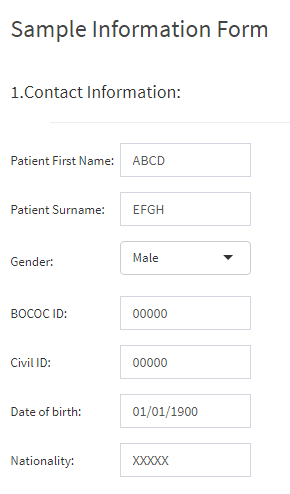 Sample Information Form
1.Contact Information:
Patient First Name: ABCD
Patient Surname: EFGH
Gender: Male
BOCOC ID: 00000
Civil ID: 00000
Date of birth: 01/01/1900
Nationality: XXXXX